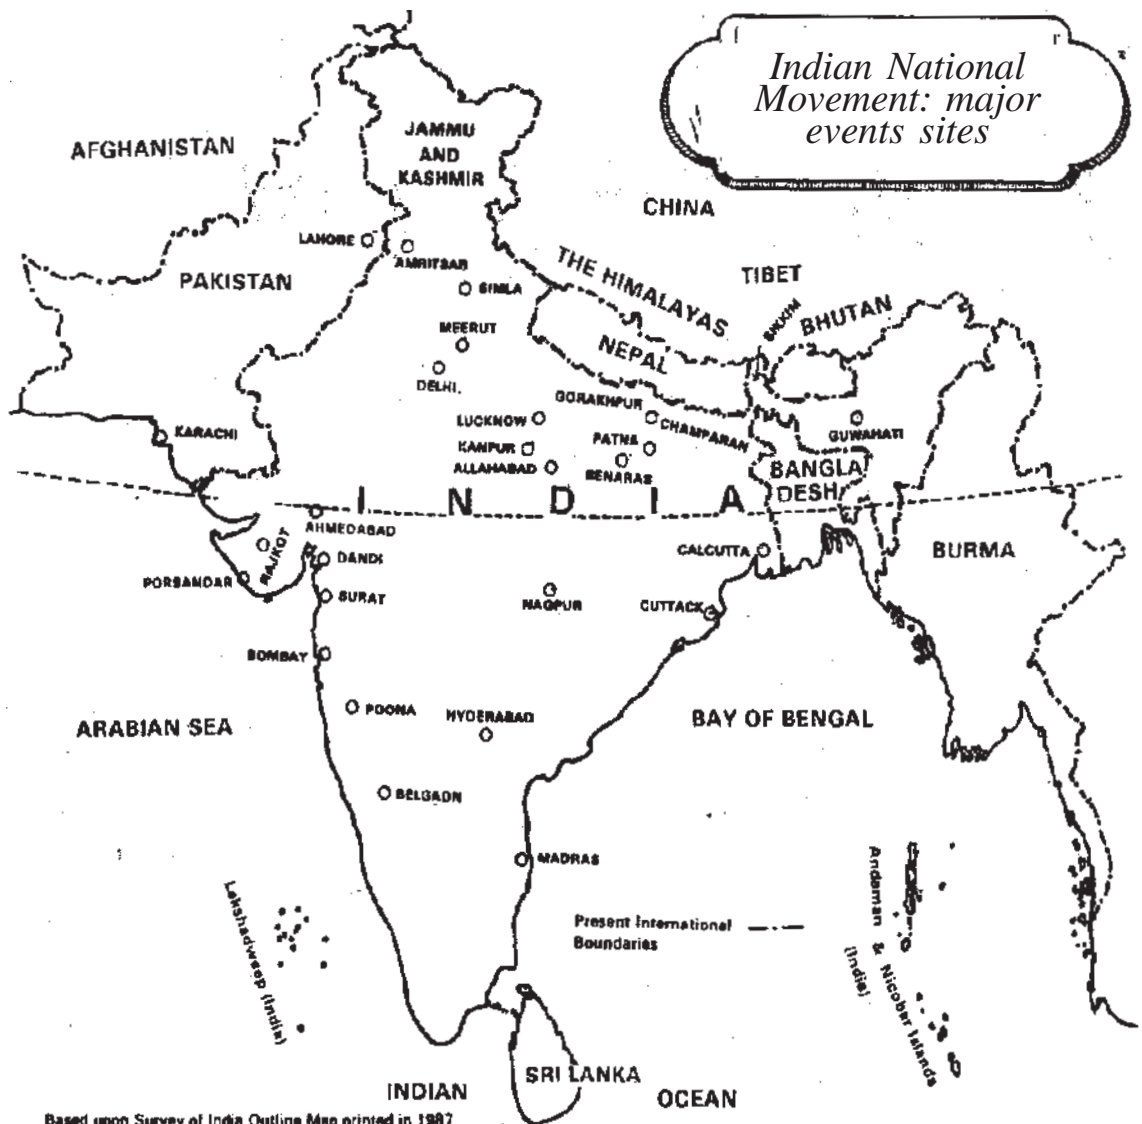 Indian National
Movement: major
events sites
AFGHANISTAN
JAMMU
AND
KASHMIR
CHINA
LAHORE
AMRITSAR
PAKISTAN
SIMLA
THE HIMALAYAS
TIBET
SIKKIM
BHUTAN
MEERUT
NEPAL
DELHI.
GORAKHPUR
LUCKNOW
CHAMPARAN
GUWAHATI
KARACHI
KANPUR
PATNA
ALLAHABAD
BENARAS
BANGLA
DESH
INDIA
AHMEDABAD
RAJKOT
DANDI
CALCUTTA
BURMA
PORBANDAR
SURAT
NAGPUR
CUTTACK
BOMBAY
POONA
HYDERABAD
ARABIAN SEA
BAY OF BENGAL
BELGAON
MADRAS
Lakshadweep (India)
Present International
Boundaries
Andaman & Nicobar Islands
(India)
SRI LANKA
INDIAN
OCEAN
Based upon Survey of India Outline Map printed in 1987